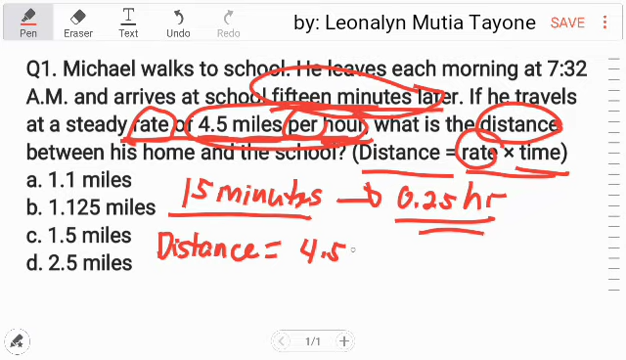 by: Leonalyn Mutia Tayone
SAVE
Pen Eraser Text Undo Redo
Q1. Michael walks to school. He leaves each morning at 7:32
A.M. and arrives at school fifteen minutes later. If he travels
at a steady rate of 4.5 miles per hour, what is the distance
between his home and the school? (Distance = rate × time)
a. 1.1 miles
b. 1.125 miles
c. 1.5 miles
d. 2.5 miles
15 minutes → 0.25 hr
Distance = 4.5
1/1